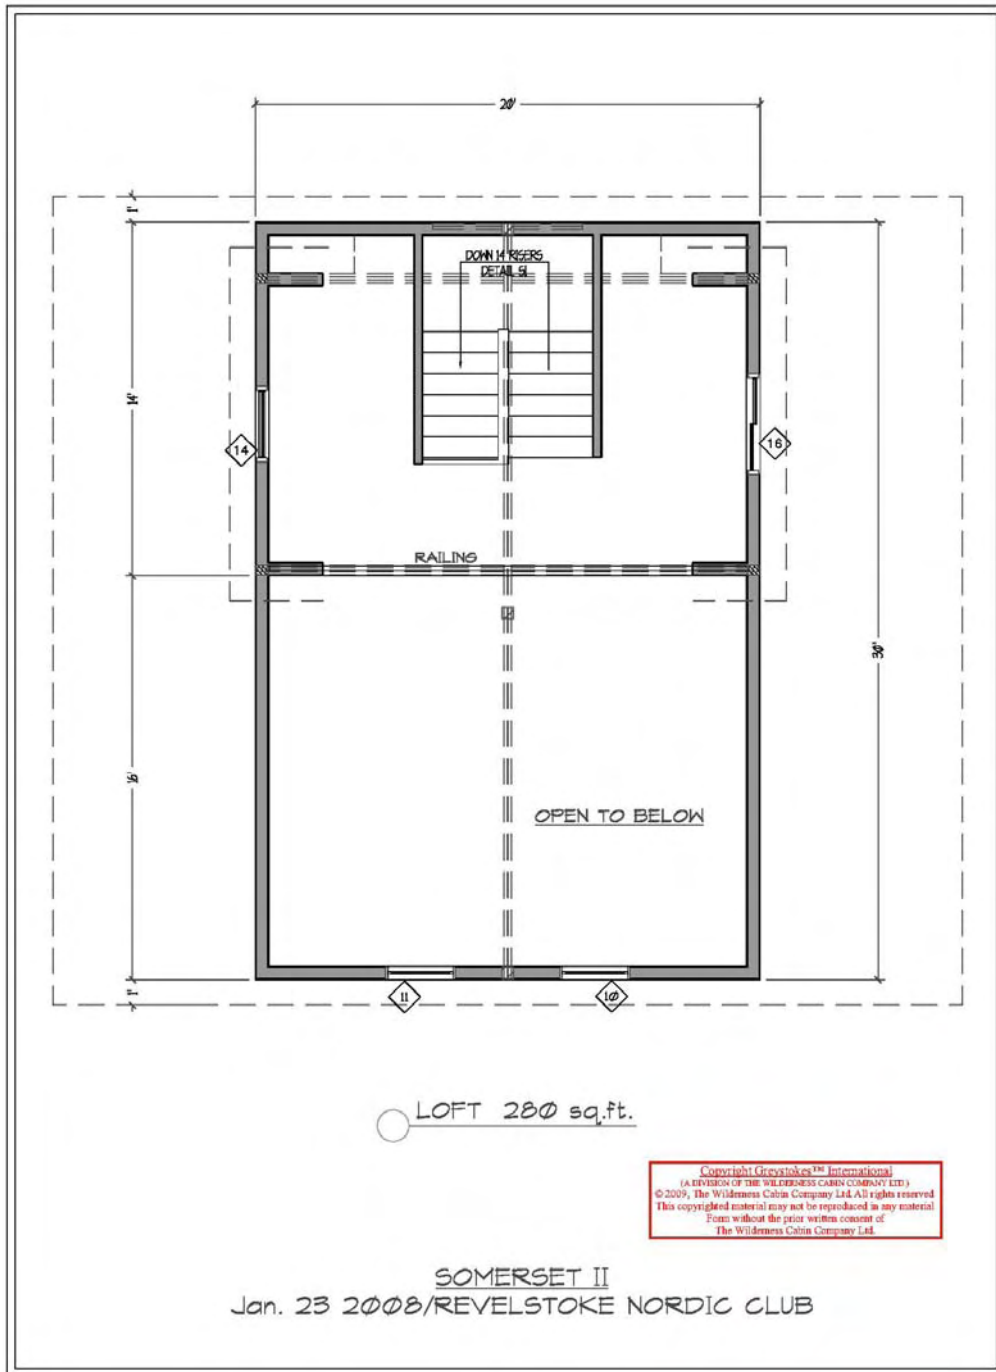 20'
1'
DOWN 14 RISERS
DETAIL S1
14'
14
16
RAILING
30'
16'
OPEN TO BELOW
1'
11
10
LOFT 280 sq.ft.
Copyright Greystokes™ International
(A DIVISION OF THE WILDERNESS CABIN COMPANY LTD.)
© 2009, The Wilderness Cabin Company Ltd. All rights reserved
This copyrighted material may not be reproduced in any material
Form without the prior written consent of
The Wilderness Cabin Company Ltd.
SOMERSET II
Jan. 23 2008/REVELSTOKE NORDIC CLUB